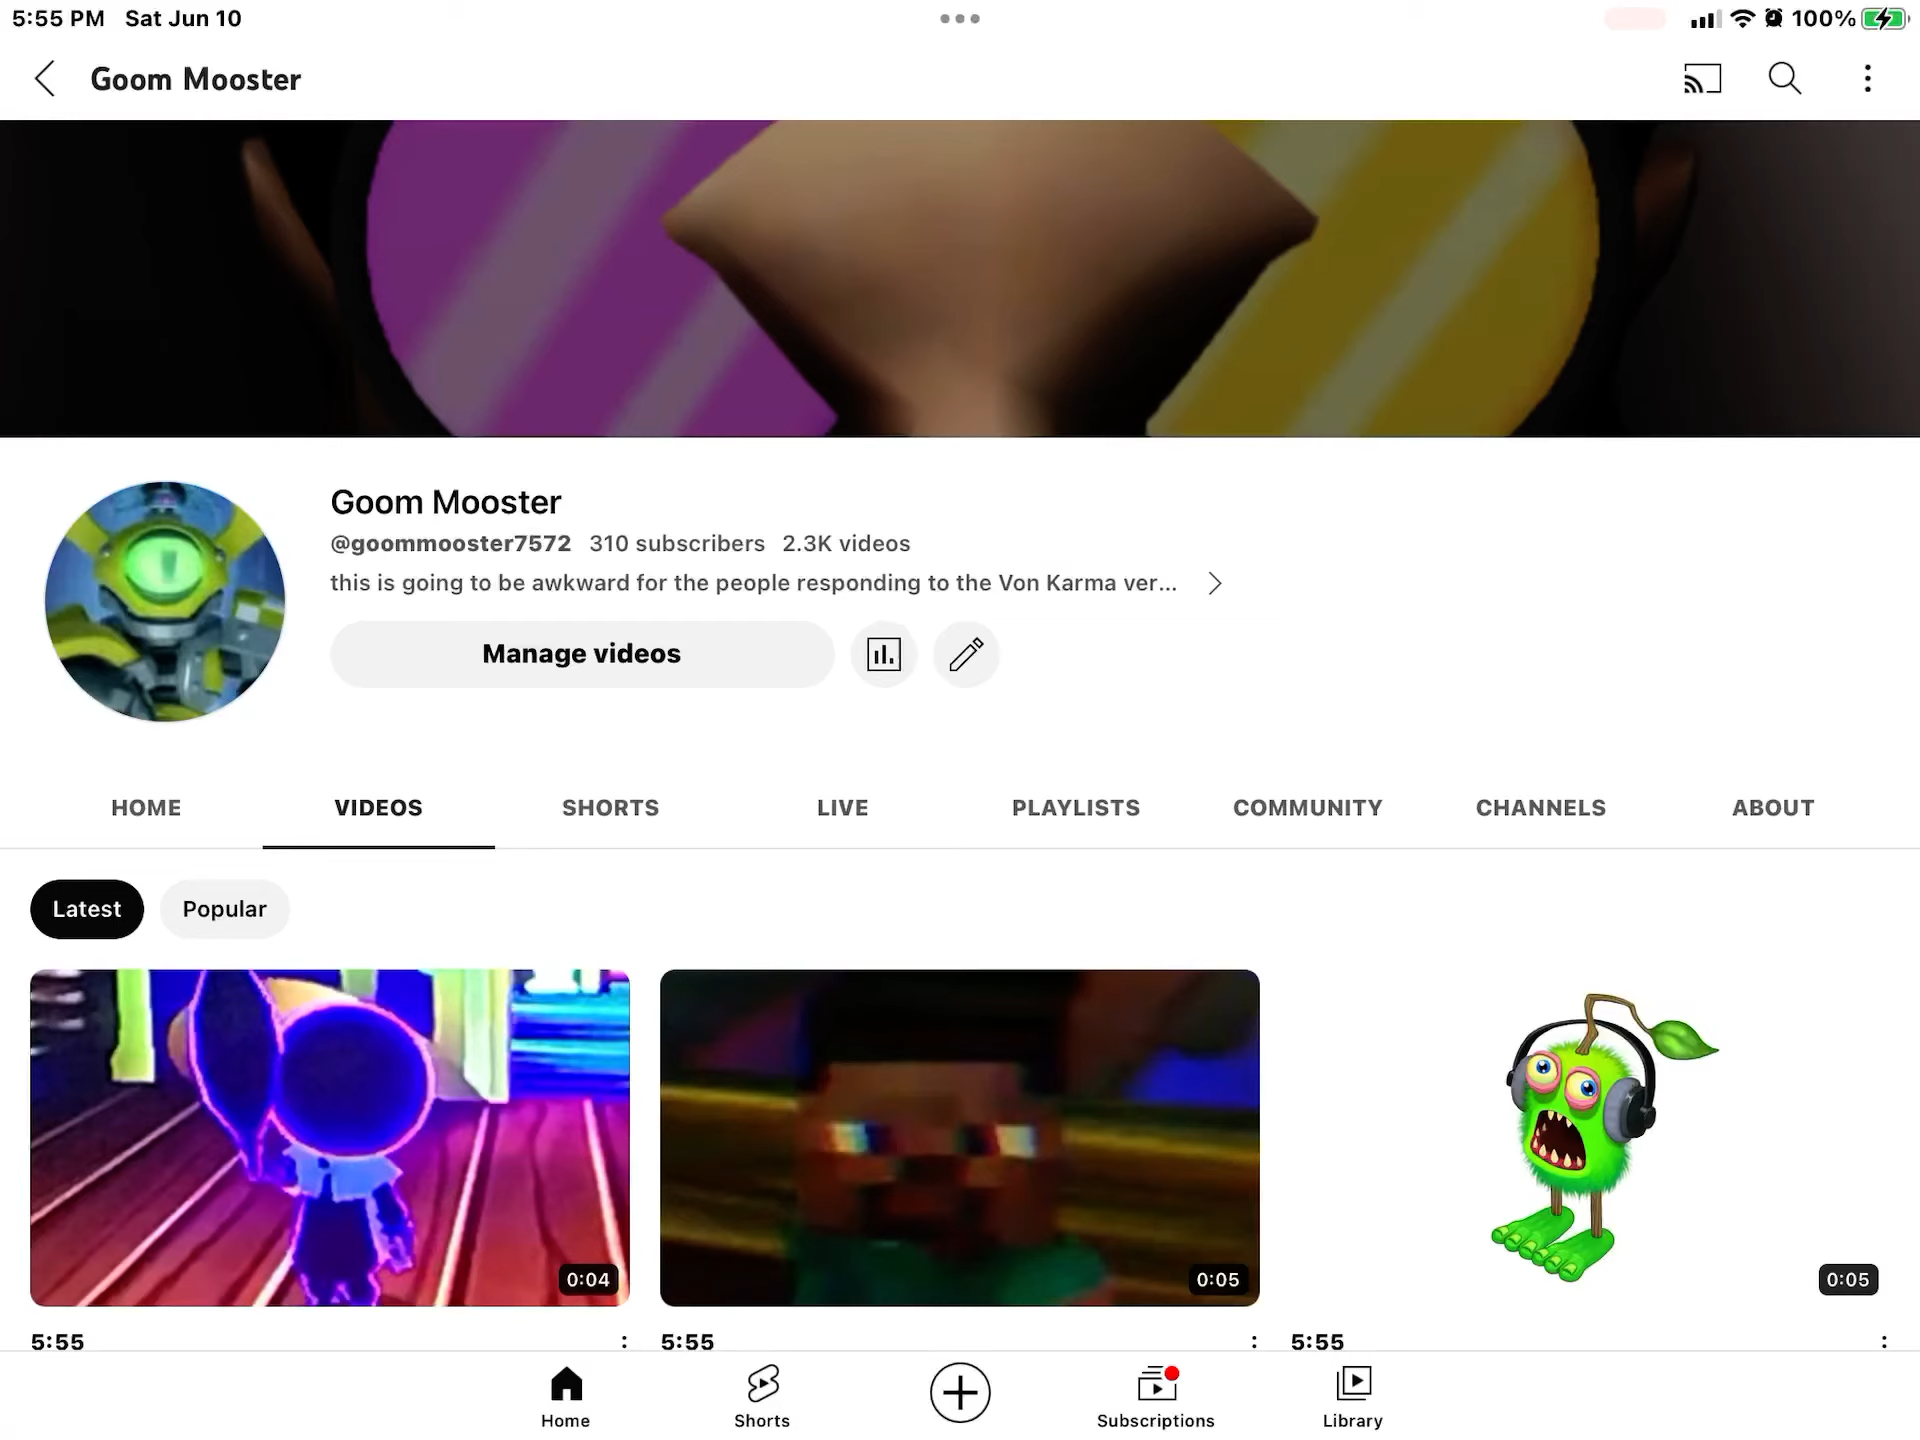 5:55 PM Sat Jun 10
100%
Goom Mooster
Goom Mooster
@goommooster7572 310 subscribers 2.3K videos
this is going to be awkward for the people responding to the Von Karma ver...
Manage videos
HOME VIDEOS SHORTS LIVE PLAYLISTS COMMUNITY CHANNELS ABOUT
Latest Popular
0:04 0:05 0:05
5:55 5:55 5:55
Home Shorts Subscriptions Library